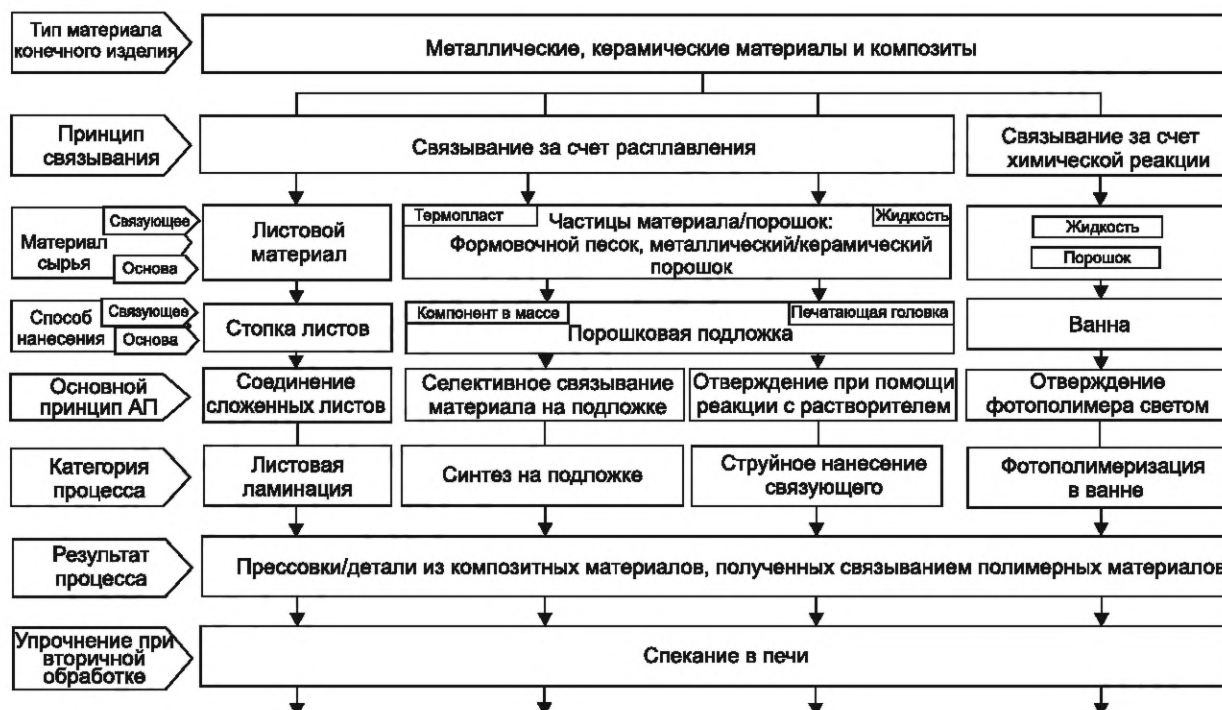 Тип материала
конечного изделия
Металлические, керамические материалы и композиты
Принцип
связывания
Связывание за счет расплавления
Связывание за счет
химической реакции
Связующее
Материал
сырья
Основа
Листовой
материал
Термопласт
Жидкость
Частицы материала/порошок:
Формовочной песок, металлический/керамический
порошок
Жидкость
Порошок
Связующее
Способ
нанесения
Основа
Стопка листов
Компонент в массе
Печатающая головка
Порошковая подложка
Ванна
Основной
принцип АП
Соединение
сложенных листов
Селективное связывание
материала на подложке
Отверждение при помощи
реакции с растворителем
Отверждение
фотополимера светом
Категория
процесса
Листовая
ламинация
Синтез на подложке
Струйное нанесение
связующего
Фотополимеризация
в ванне
Результат
процесса
Прессовки/детали из композитных материалов, полученных связыванием полимерных материалов
Упрочнение при
вторичной
обработке
Спекание в печи